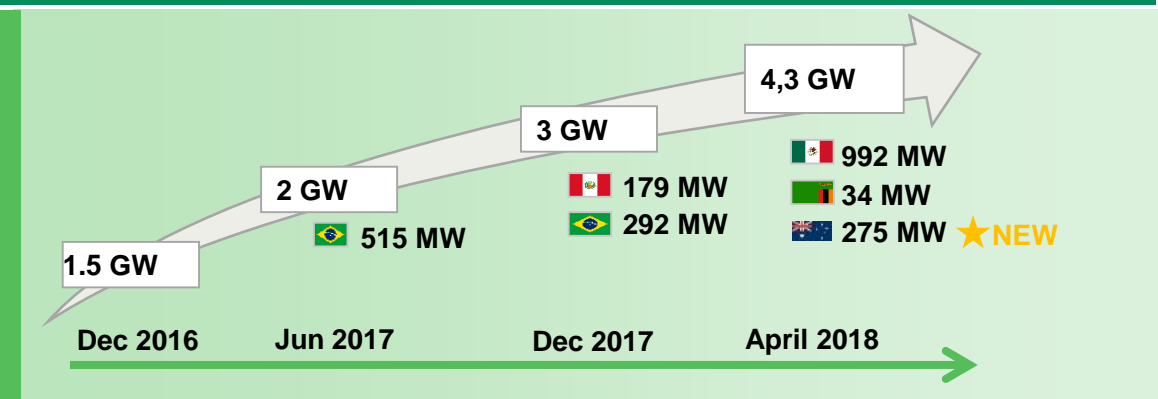 4,3 GW
3 GW
992 MW
2 GW
179 MW
34 MW
515 MW
292 MW
275 MW NEW
1.5 GW
Dec 2016 Jun 2017 Dec 2017 April 2018